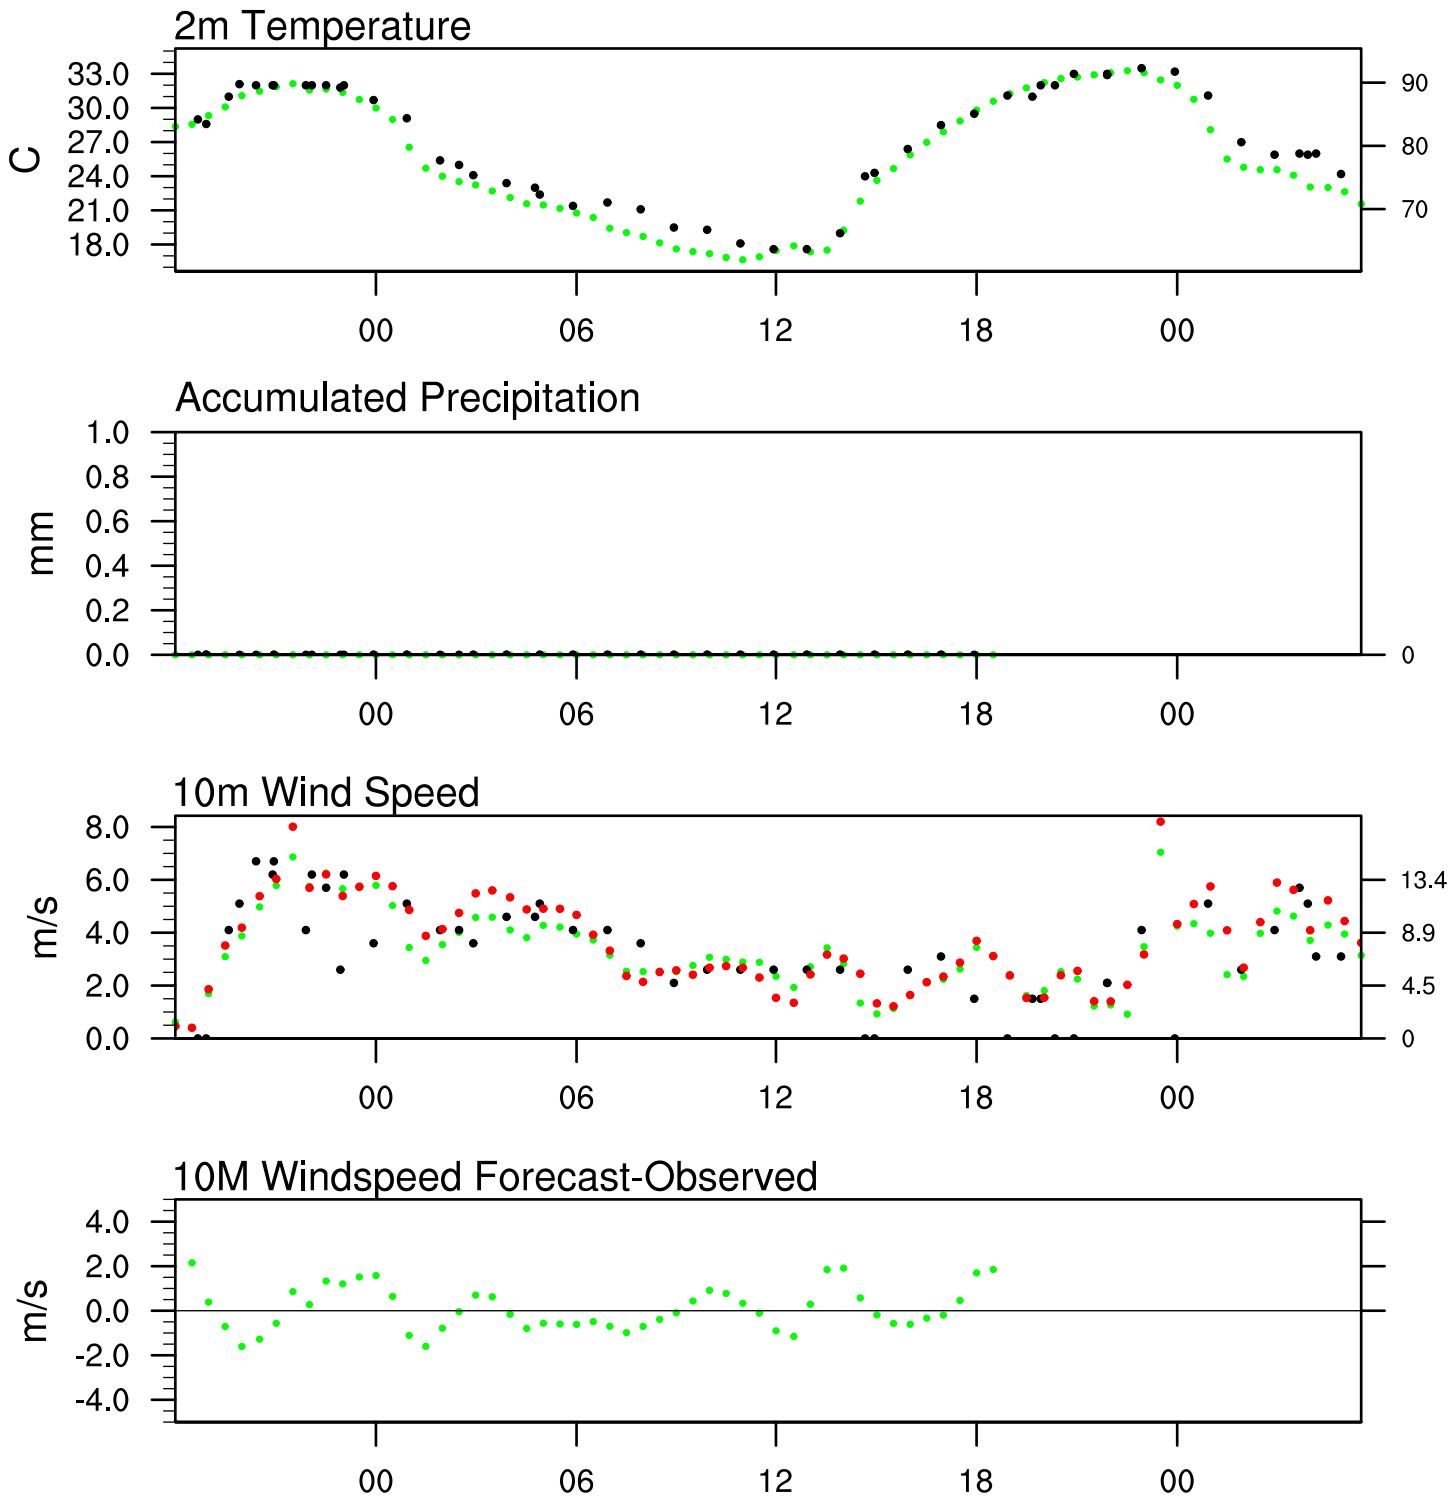 2m Temperature
33.0
30.0
27.0
24.0
21.0
18.0
C
90
80
70
00 06 12 18 00
Accumulated Precipitation
1.0
0.8
0.6
0.4
0.2
0.0
mm
0
00 06 12 18 00
10m Wind Speed
8.0
6.0
4.0
2.0
0.0
m/s
13.4
8.9
4.5
0
00 06 12 18 00
10M Windspeed Forecast-Observed
4.0
2.0
0.0
-2.0
-4.0
m/s
00 06 12 18 00